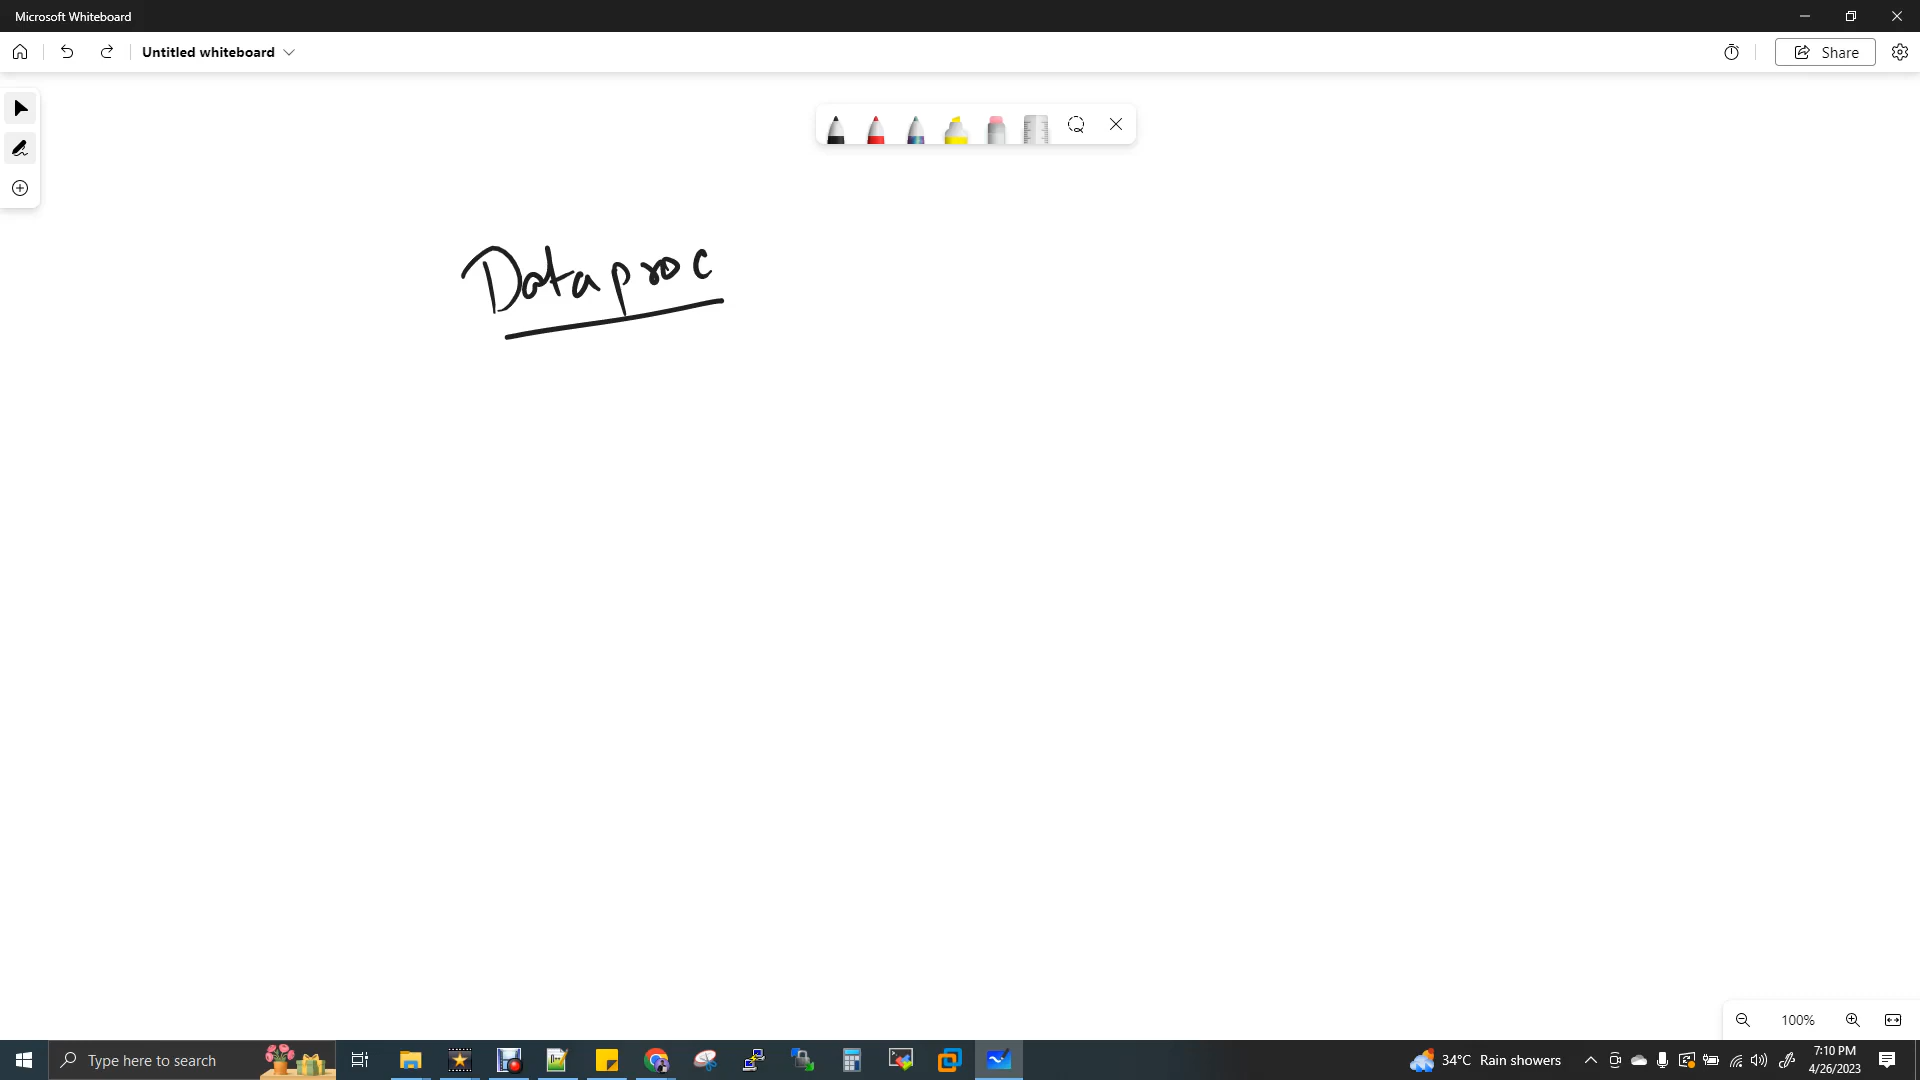 Microsoft Whiteboard
Untitled whiteboard
Share
Dataproc
100%
Type here to search
34°C Rain showers
7:10 PM
4/26/2023